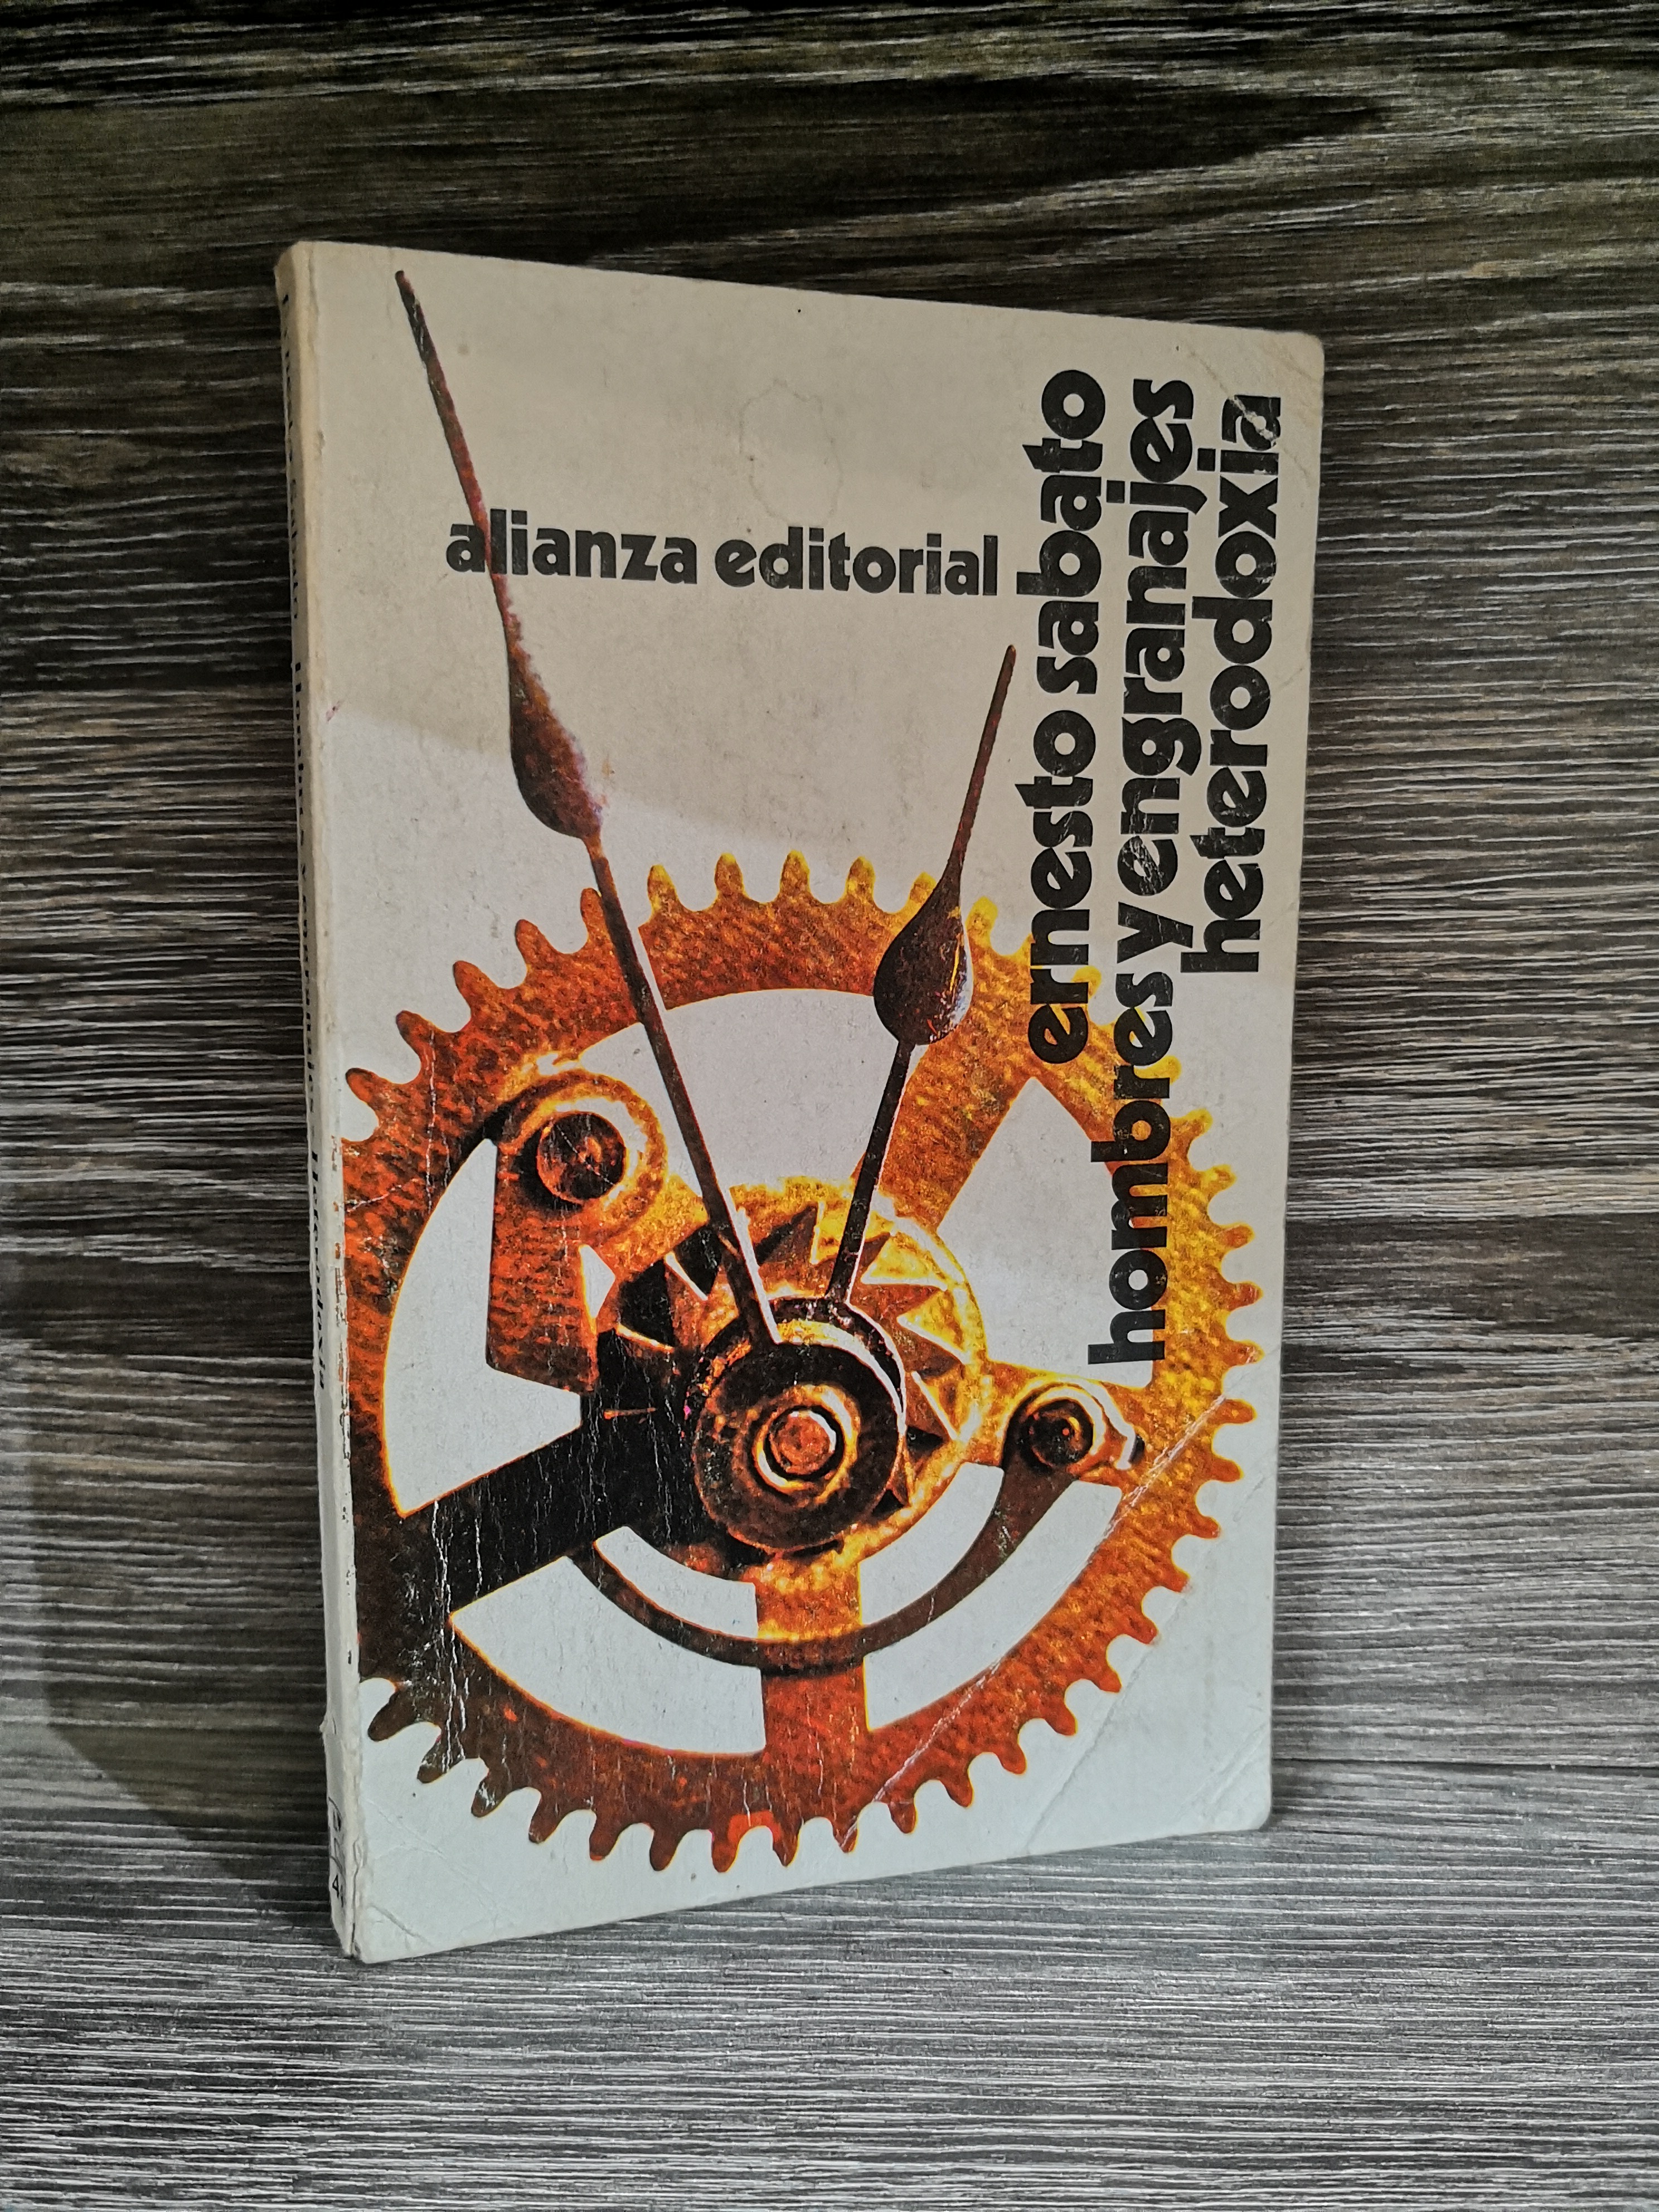 alianza editorial
ernesto sabato
hombres y engranajes
heterodoxia